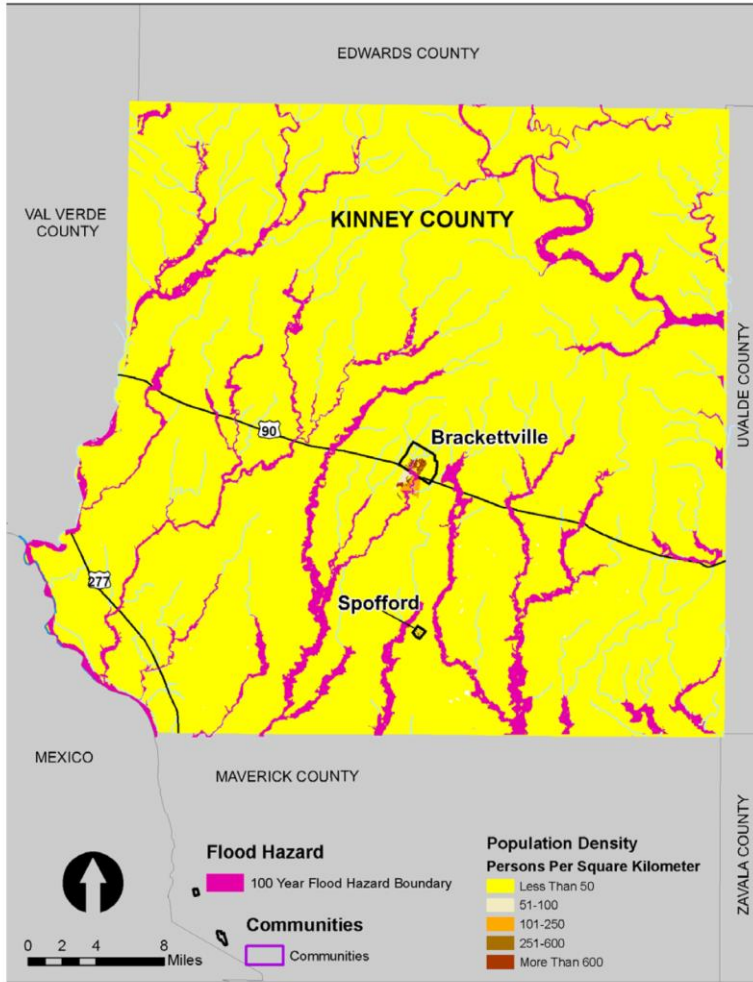 EDWARDS COUNTY
VAL VERDE
COUNTY
KINNEY COUNTY
UVALDE COUNTY
90
Brackettville
277
Spofford
MEXICO
MAVERICK COUNTY
ZAVALA COUNTY
Flood Hazard
100 Year Flood Hazard Boundary
Communities
Communities
Population Density
Persons Per Square Kilometer
Less Than 50
51-100
101-250
251-600
More Than 600
0 2 4 8
Miles